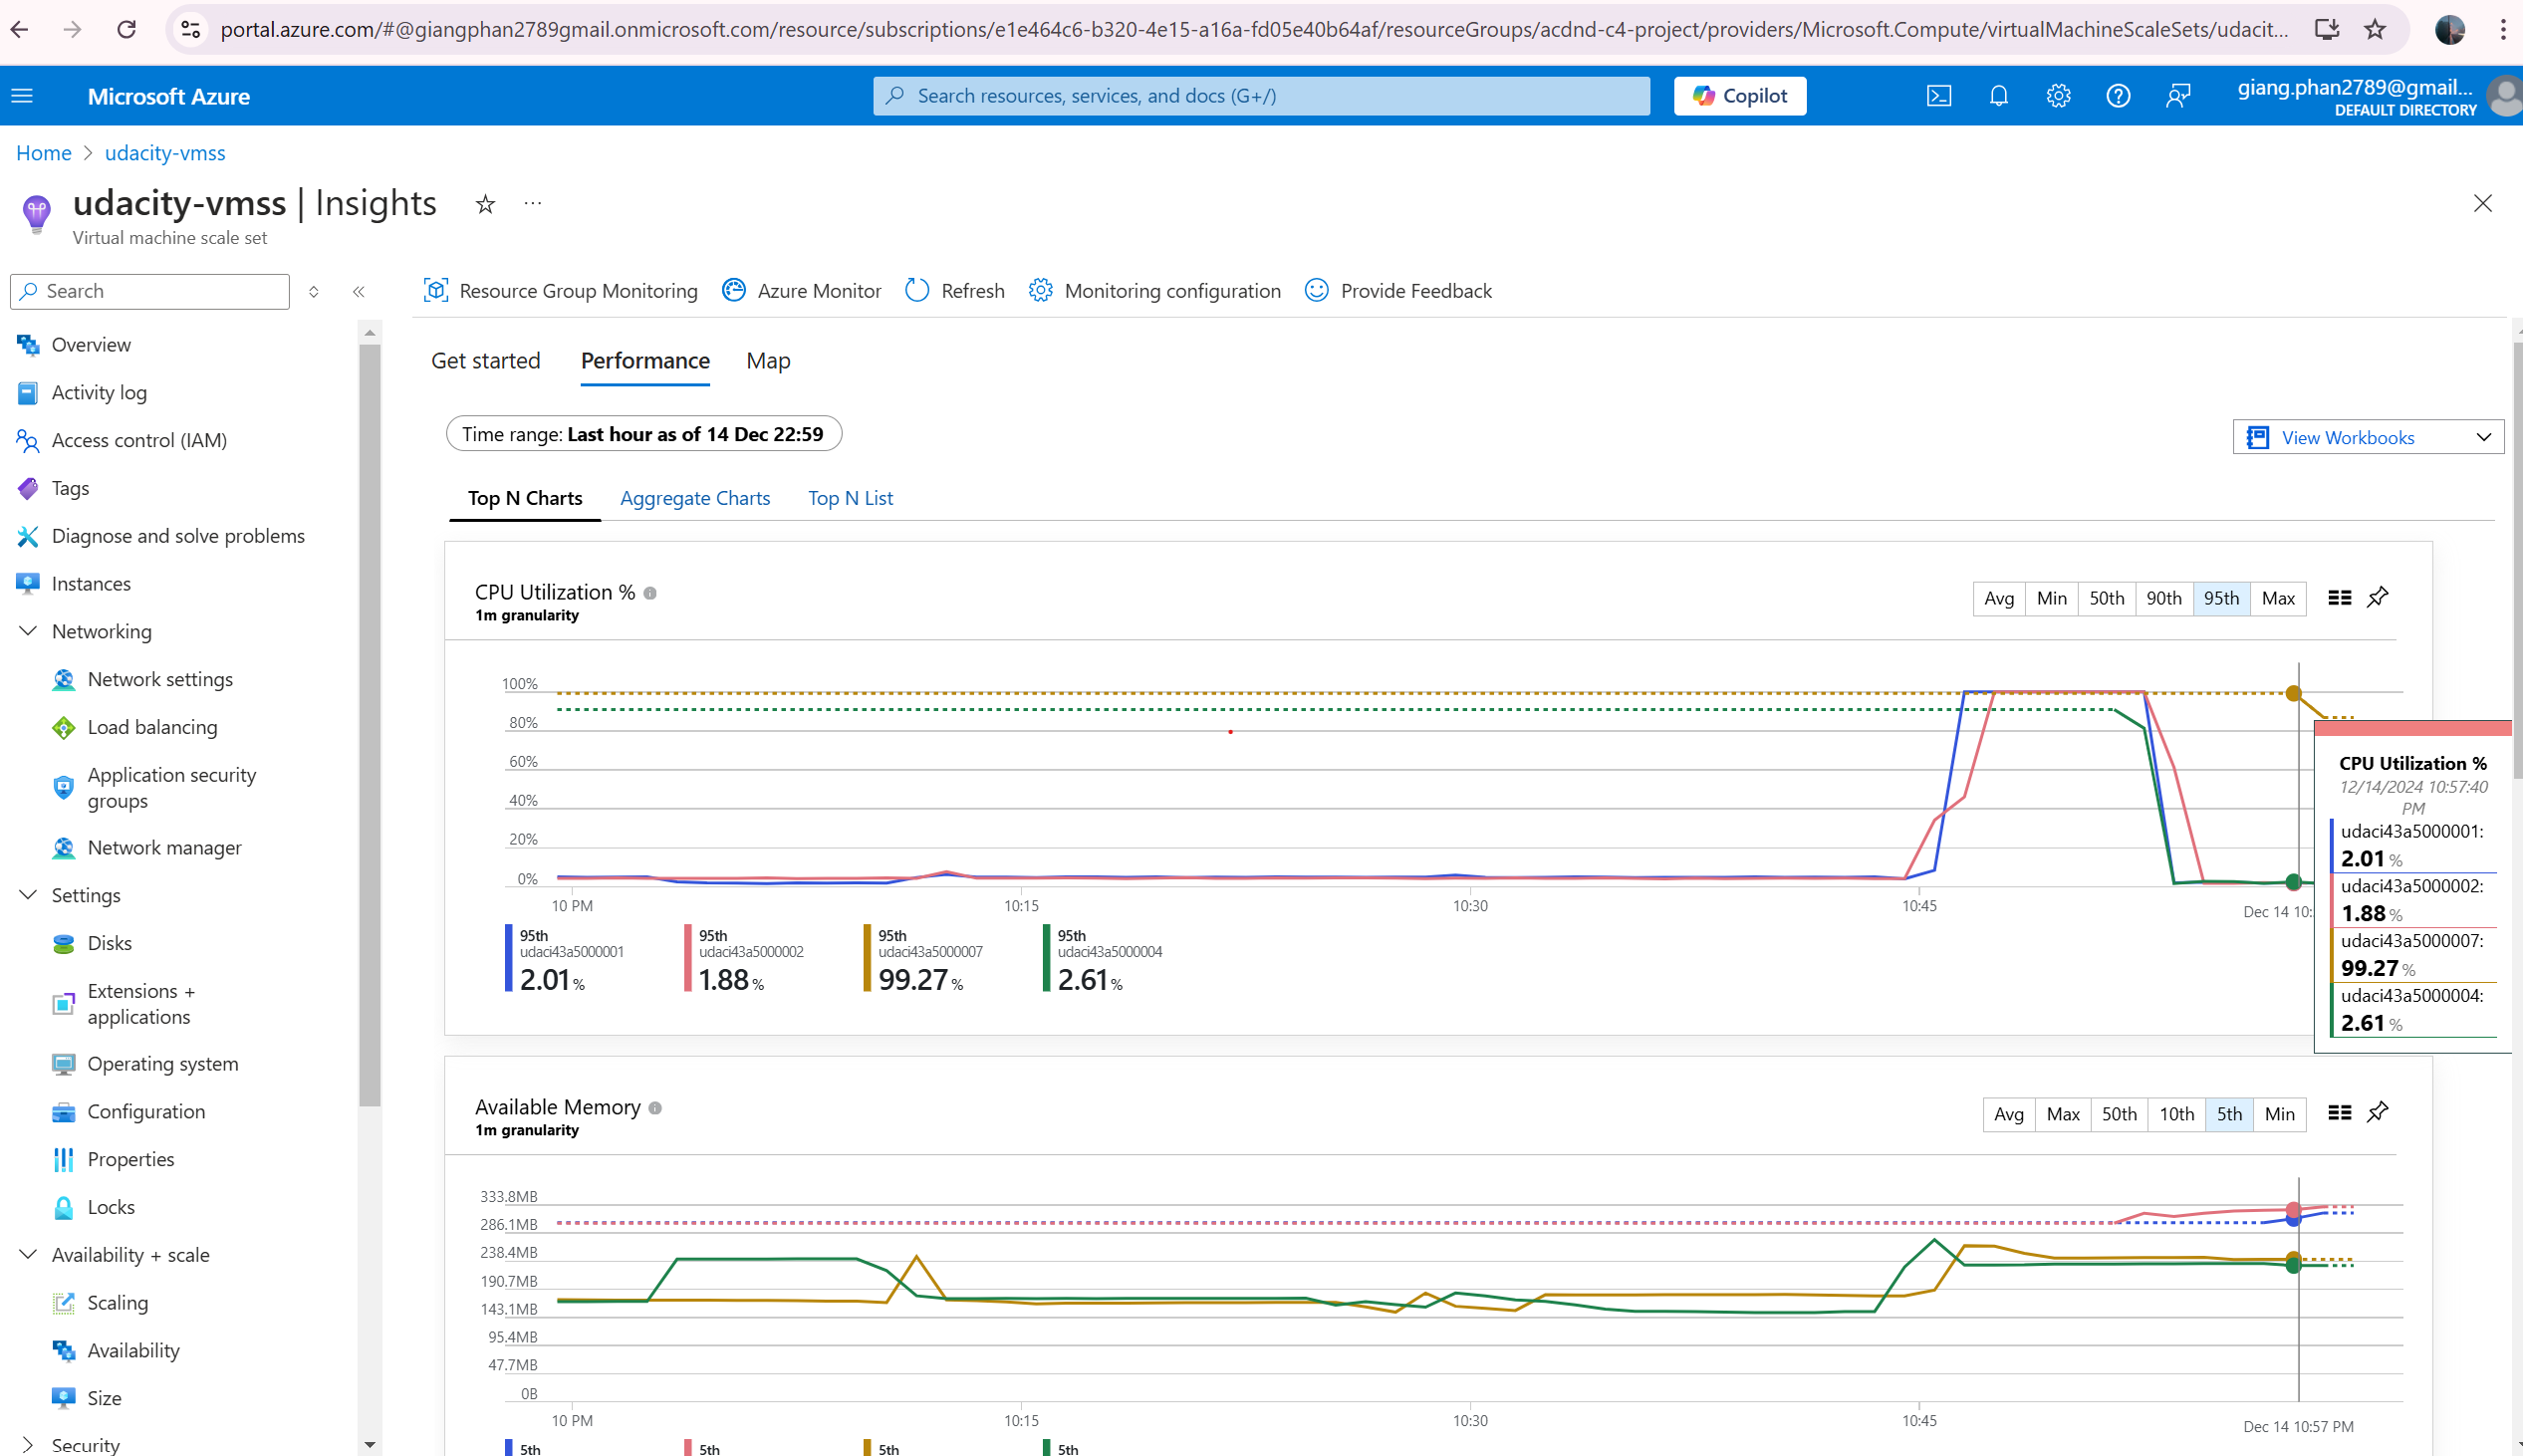 portal.azure.com/#@giangphan2789gmail.onmicrosoft.com/resource/subscriptions/e1e464c6-b320-4e15-a16a-fd05e40b64af/resourceGroups/acdnd-c4-project/providers/Microsoft.Compute/virtualMachineScaleSets/udacit...
Microsoft Azure
Search resources, services, and docs (G+/)
Copilot
giang.phan2789@gmail...
DEFAULT DIRECTORY
Home > udacity-vmss
udacity-vmss | Insights
Virtual machine scale set
Search
Resource Group Monitoring
Azure Monitor
Refresh
Monitoring configuration
Provide Feedback
Overview
Activity log
Access control (IAM)
Tags
Diagnose and solve problems
Instances
Networking
Network settings
Load balancing
Application security
groups
Network manager
Settings
Disks
Extensions +
applications
Operating system
Configuration
Properties
Locks
Availability + scale
Scaling
Availability
Size
Security
Get started
Performance
Map
Time range: Last hour as of 14 Dec 22:59
View Workbooks
Top N Charts
Aggregate Charts
Top N List
CPU Utilization %
1m granularity
Avg
Min
50th
90th
95th
Max
100%
80%
60%
40%
20%
0%
10 PM
10:15
10:30
10:45
Dec 14 10:
95th
udaci43a5000001
2.01 %
95th
udaci43a5000002
1.88 %
95th
udaci43a5000007
99.27 %
95th
udaci43a5000004
2.61 %
CPU Utilization %
12/14/2024 10:57:40
PM
udaci43a5000001:
2.01 %
udaci43a5000002:
1.88 %
udaci43a5000007:
99.27 %
udaci43a5000004:
2.61 %
Available Memory
1m granularity
Avg
Max
50th
10th
5th
Min
333.8MB
286.1MB
238.4MB
190.7MB
143.1MB
95.4MB
47.7MB
0B
10 PM
10:15
10:30
10:45
Dec 14 10:57 PM
5th
5th
5th
5th